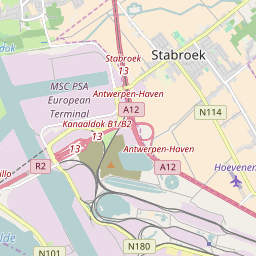 Stabroek
Stabroek
13
MSC PSA
European
Terminal
Antwerpen-Haven
A12
N114
Kanaaldok B1/B2
13
13
Antwerpen-Haven
R2
A12
Hoevenen
N101
N180